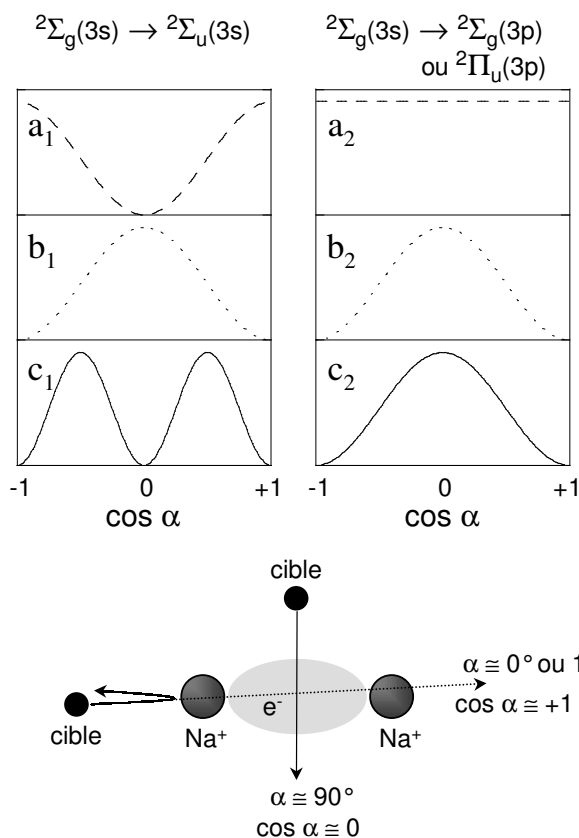 ²Σg(3s) → ²Σu(3s)
²Σg(3s) → ²Σg(3p)
ou ²Πu(3p)
a₁
a₂
b₁
b₂
c₁
c₂
-1 0 +1
-1 0 +1
cos α
cos α
cible
α ≅ 0° ou 1
cos α ≅ +1
e⁻
cible
Na⁺
Na⁺
α ≅ 90°
cos α ≅ 0